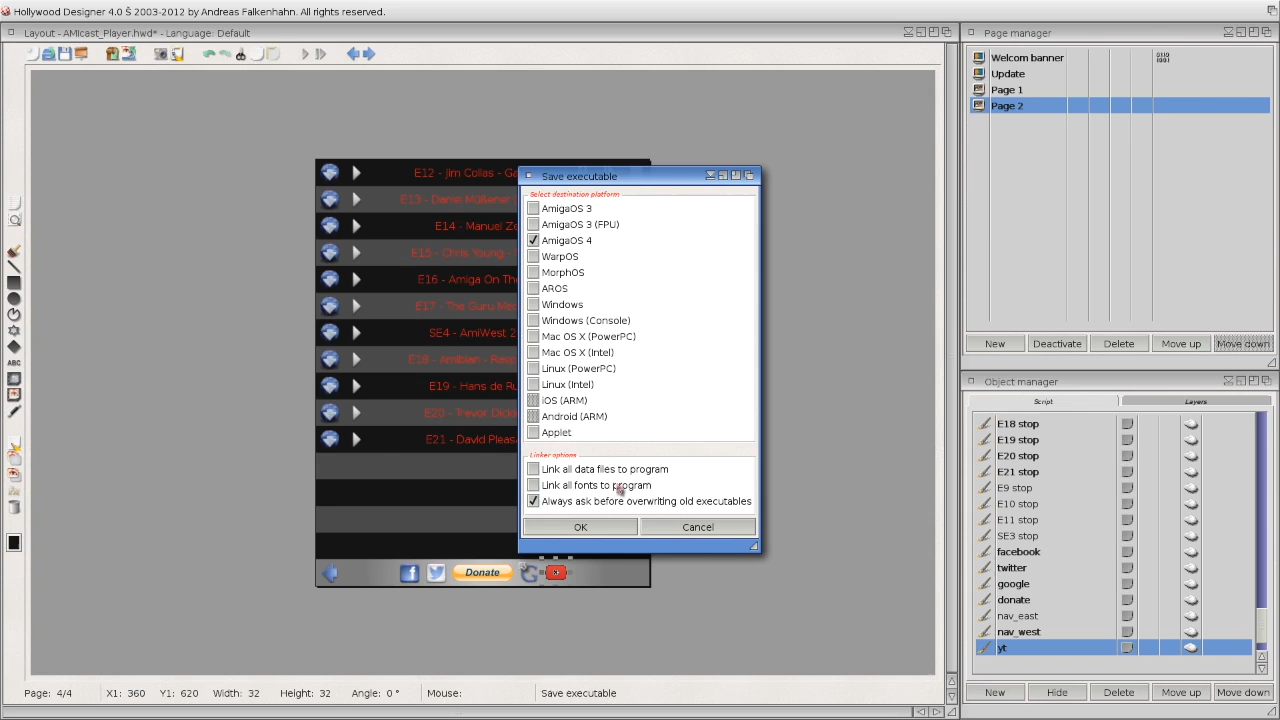 Hollywood Designer 4.0 Š 2003-2012 by Andreas Falkenhahn. All rights reserved.
Layout - AMIcast_Player.hwd* - Language: Default
ABC
E12 - Jim Collas - Ga
E13 - Daniel Müßener
E14 - Manuel Ze
E15 - Chris Young -
E16 - Amiga On Th
E17 - The Guru Med
SE4 - AmiWest 2
E18 - Amibian - Rasp
E19 - Hans de Ru
E20 - Trevor Dicki
E21 - David Pleas
Donate
Page: 4/4
X1: 360
Y1: 620
Width: 52
Height: 32
Angle: 0 °
Mouse:
Save executable
Save executable
Select destination platform
AmigaOS 3
AmigaOS 3 (FPU)
AmigaOS 4
WarpOS
MorphOS
AROS
Windows
Windows (Console)
Mac OS X (PowerPC)
Mac OS X (Intel)
Linux (PowerPC)
Linux (Intel)
iOS (ARM)
Android (ARM)
Applet
Linker options
Link all data files to program
Link all fonts to program
Always ask before overwriting old executables
OK
Cancel
Page manager
Welcom banner
Update
Page 1
Page 2
New
Deactivate
Delete
Move up
Move down
Object manager
Script
Layers
E18 stop
E19 stop
E20 stop
E21 stop
E9 stop
E10 stop
E11 stop
SE3 stop
facebook
twitter
google
donate
nav_east
nav_west
yt
New
Hide
Delete
Move up
Move down